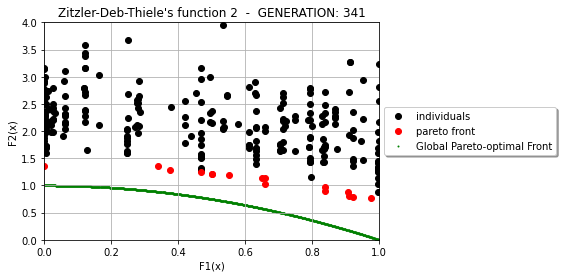 Zitzler-Deb-Thiele's function 2 - GENERATION: 341
4.0
3.5
3.0
2.5
2.0
1.5
1.0
0.5
0.0
F2(x)
0.0 0.2 0.4 0.6 0.8 1.0
F1(x)
individuals
pareto front
Global Pareto-optimal Front